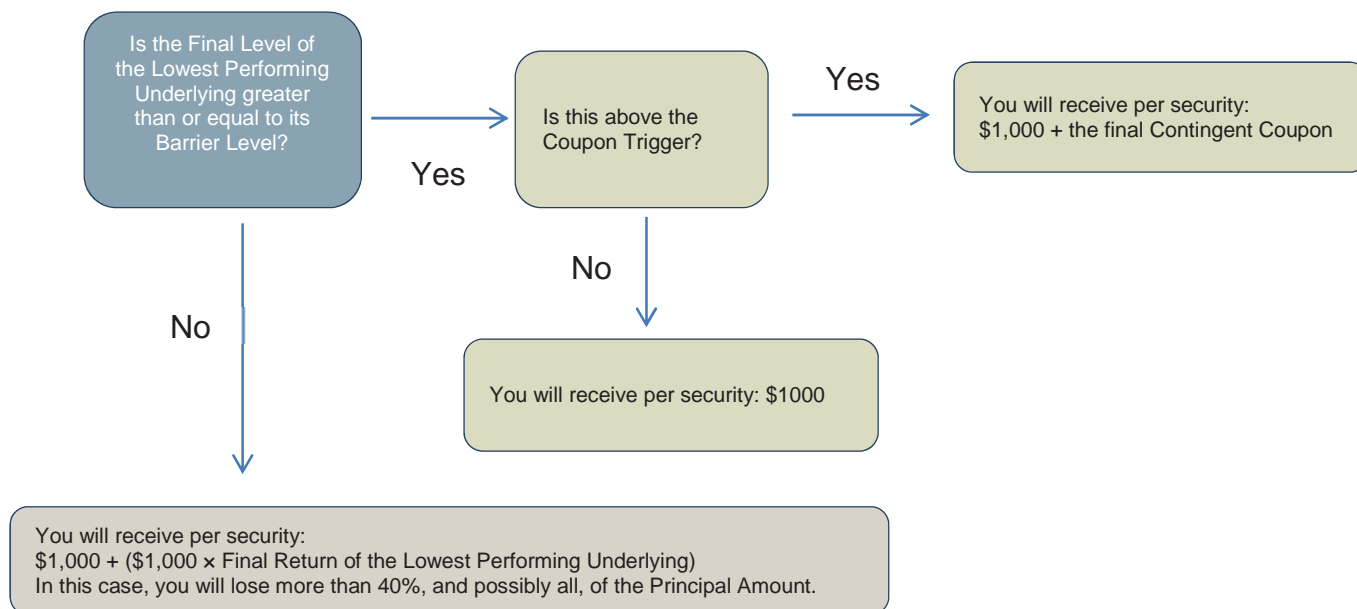 Is the Final Level of
the Lowest Performing
Underlying greater
than or equal to its
Barrier Level?
Yes
Is this above the
Coupon Trigger?
Yes
You will receive per security:
$1,000 + the final Contingent Coupon
No
You will receive per security: $1000
No
You will receive per security:
$1,000 + ($1,000 × Final Return of the Lowest Performing Underlying)
In this case, you will lose more than 40%, and possibly all, of the Principal Amount.